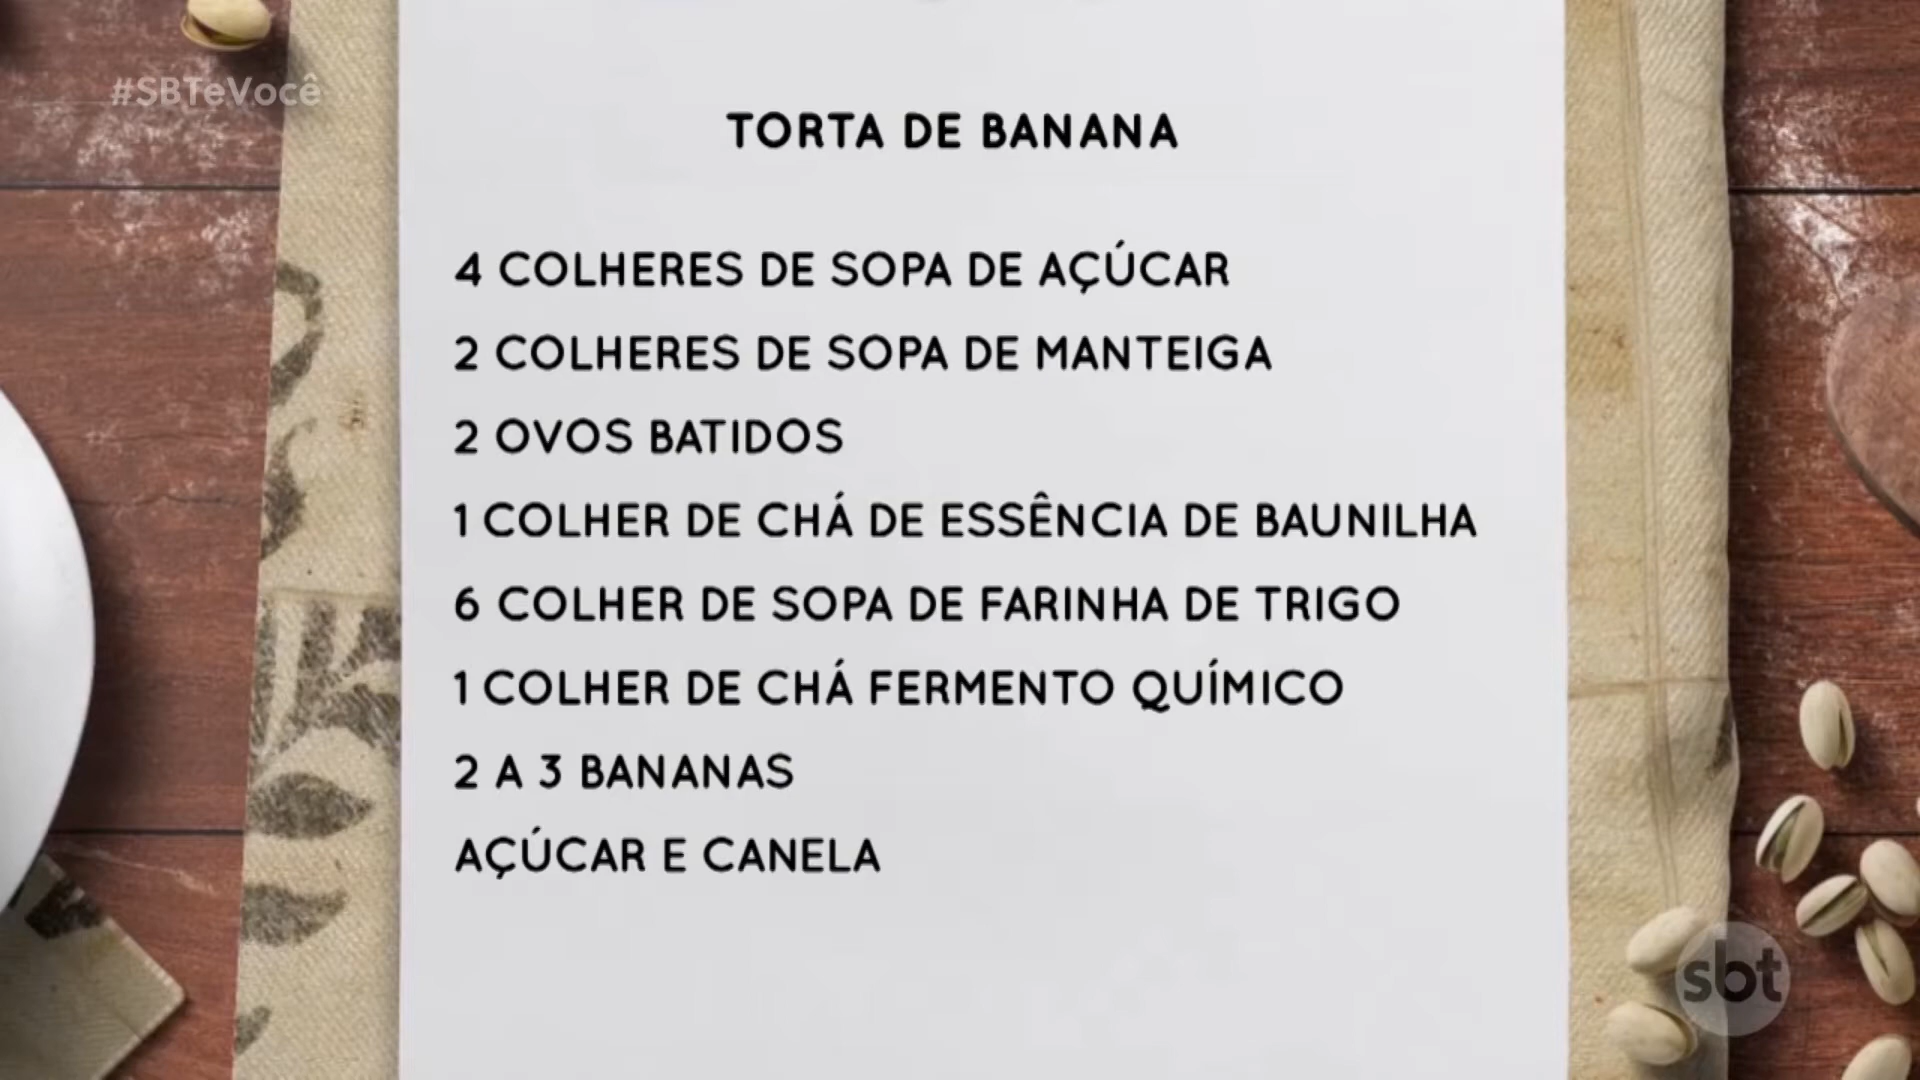 #SBTeVocê
TORTA DE BANANA
4 COLHERES DE SOPA DE AÇÚCAR
2 COLHERES DE SOPA DE MANTEIGA
2 OVOS BATIDOS
1 COLHER DE CHÁ DE ESSÊNCIA DE BAUNILHA
6 COLHER DE SOPA DE FARINHA DE TRIGO
1 COLHER DE CHÁ FERMENTO QUÍMICO
2 A 3 BANANAS
AÇÚCAR E CANELA
sbt